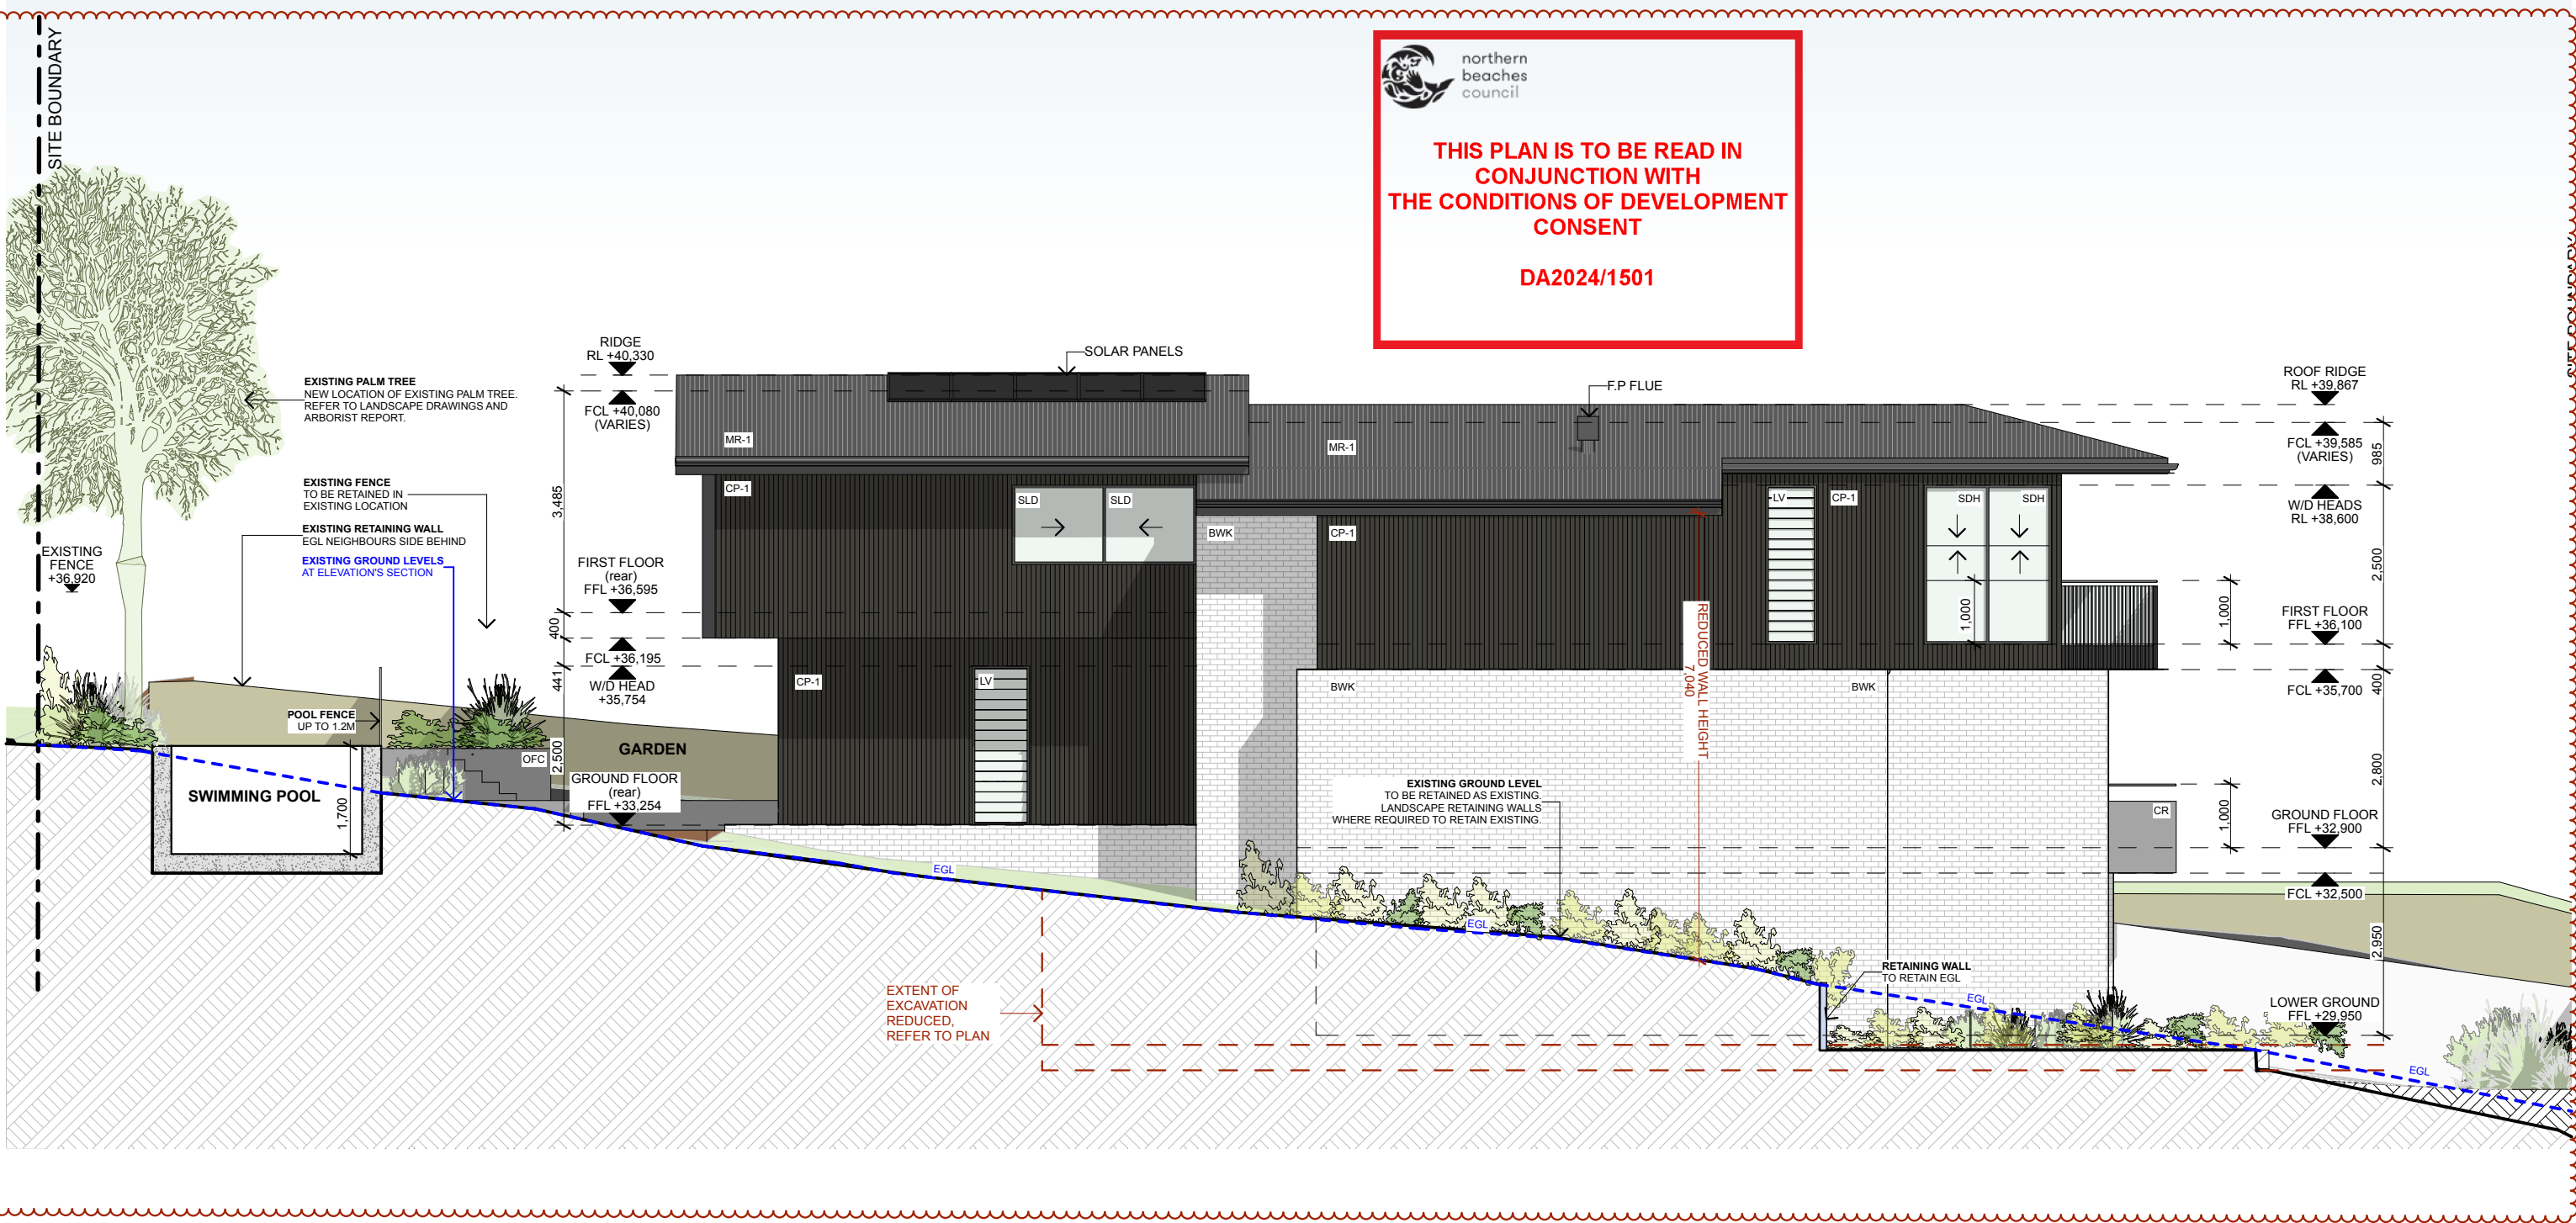 SITE BOUNDARY
northern
beaches
council
THIS PLAN IS TO BE READ IN
CONJUNCTION WITH
THE CONDITIONS OF DEVELOPMENT
CONSENT
DA2024/1501
EXISTING PALM TREE
NEW LOCATION OF EXISTING PALM TREE.
REFER TO LANDSCAPE DRAWINGS AND
ARBORIST REPORT.
EXISTING FENCE
TO BE RETAINED IN
EXISTING LOCATION
EXISTING RETAINING WALL
EGL NEIGHBOURS SIDE BEHIND
EXISTING GROUND LEVELS
AT ELEVATION'S SECTION
EXISTING
FENCE
+36,920
POOL FENCE
UP TO 1.2M
SWIMMING POOL
1,700
OFC
GARDEN
RIDGE
RL +40,330
FCL +40,080
(VARIES)
3,485
FIRST FLOOR
(rear)
FFL +36,595
400
FCL +36,195
441
W/D HEAD
+35,754
2,500
GROUND FLOOR
(rear)
FFL +33,254
SOLAR PANELS
F.P FLUE
MR-1
MR-1
CP-1
SLD
SLD
BWK
CP-1
LV
CP-1
SDH
SDH
1,000
CP-1
LV
BWK
BWK
REDUCED WALL HEIGHT
7,040
EXISTING GROUND LEVEL
TO BE RETAINED AS EXISTING.
LANDSCAPE RETAINING WALLS
WHERE REQUIRED TO RETAIN EXISTING.
EGL
EGL
EXTENT OF
EXCAVATION
REDUCED,
REFER TO PLAN
RETAINING WALL
TO RETAIN EGL
EGL
EGL
CR
1,000
1,000
ROOF RIDGE
RL +39,867
FCL +39,585
(VARIES)
985
W/D HEADS
RL +38,600
2,500
FIRST FLOOR
FFL +36,100
400
FCL +35,700
2,800
GROUND FLOOR
FFL +32,900
FCL +32,500
2,950
LOWER GROUND
FFL +29,950